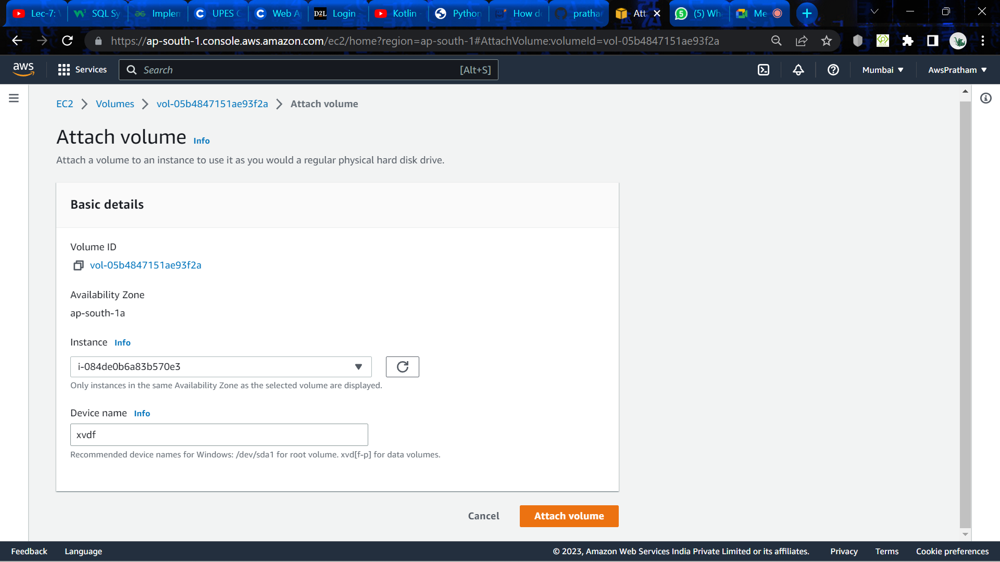 Lec-7:
SQL Sy
Implem
UPES C
Web A
D2L Login -
Kotlin -
Python
How do
prathar
Att
5 (5) Wh
Me
https://ap-south-1.console.aws.amazon.com/ec2/home?region=ap-south-1#AttachVolume:volumeId=vol-05b4847151ae93f2a
aws Services Search [Alt+S] Mumbai AwsPratham
EC2 Volumes vol-05b4847151ae93f2a Attach volume
Attach volume Info
Attach a volume to an instance to use it as you would a regular physical hard disk drive.
Basic details
Volume ID
vol-05b4847151ae93f2a
Availability Zone
ap-south-1a
Instance Info
i-084de0b6a83b570e3
Only instances in the same Availability Zone as the selected volume are displayed.
Device name Info
xvdf
Recommended device names for Windows: /dev/sda1 for root volume. xvd[f-p] for data volumes.
Cancel Attach volume
Feedback Language © 2023, Amazon Web Services India Private Limited or its affiliates. Privacy Terms Cookie preferences